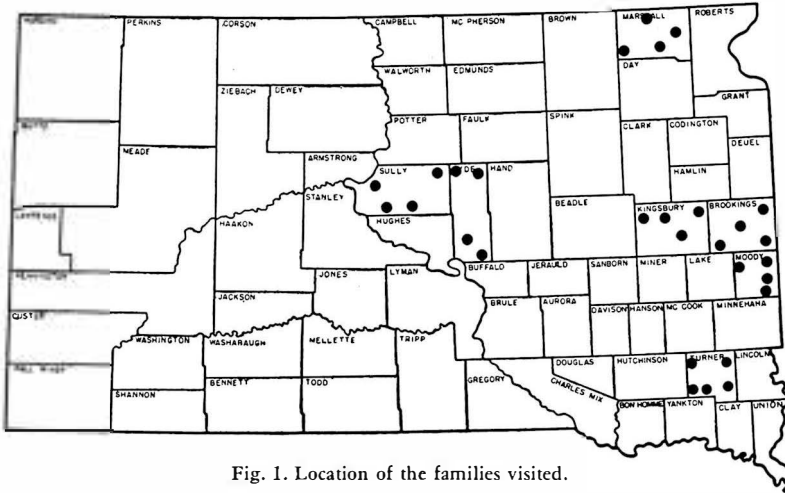 PERKINS
CORSON
CAMPBELL
MC PHERSON
BROWN
MARSHALL
ROBERTS
WALWORTH
EDMUNDS
DAY
ZIEBACH
DEWEY
GRANT
POTTER
FAULK
SPINK
CLARK
CODINGTON
BUTTE
MEADE
DEUEL
ARMSTRONG
SULLY
HAND
HAMLIN
STANLEY
BEADLE
KINGSBURY
BROOKINGS
LAWRENCE
HAAKON
HUGHES
PENNINGTON
JONES
LYMAN
BUFFALO
JERAULD
SANBORN
MINER
LAKE
MOODY
JACKSON
BRULE
AURORA
DAVISON
HANSON
MC COOK
MINNEHAHA
CUSTER
WASHINGTON
WASHABAUGH
MELLETTE
TRIPP
DOUGLAS
HUTCHINSON
TURNER
LINCOLN
SHANNON
BENNETT
TODD
GREGORY
CHARLES MIX
BON HOMME
YANKTON
CLAY
UNION
Fig. 1. Location of the families visited.